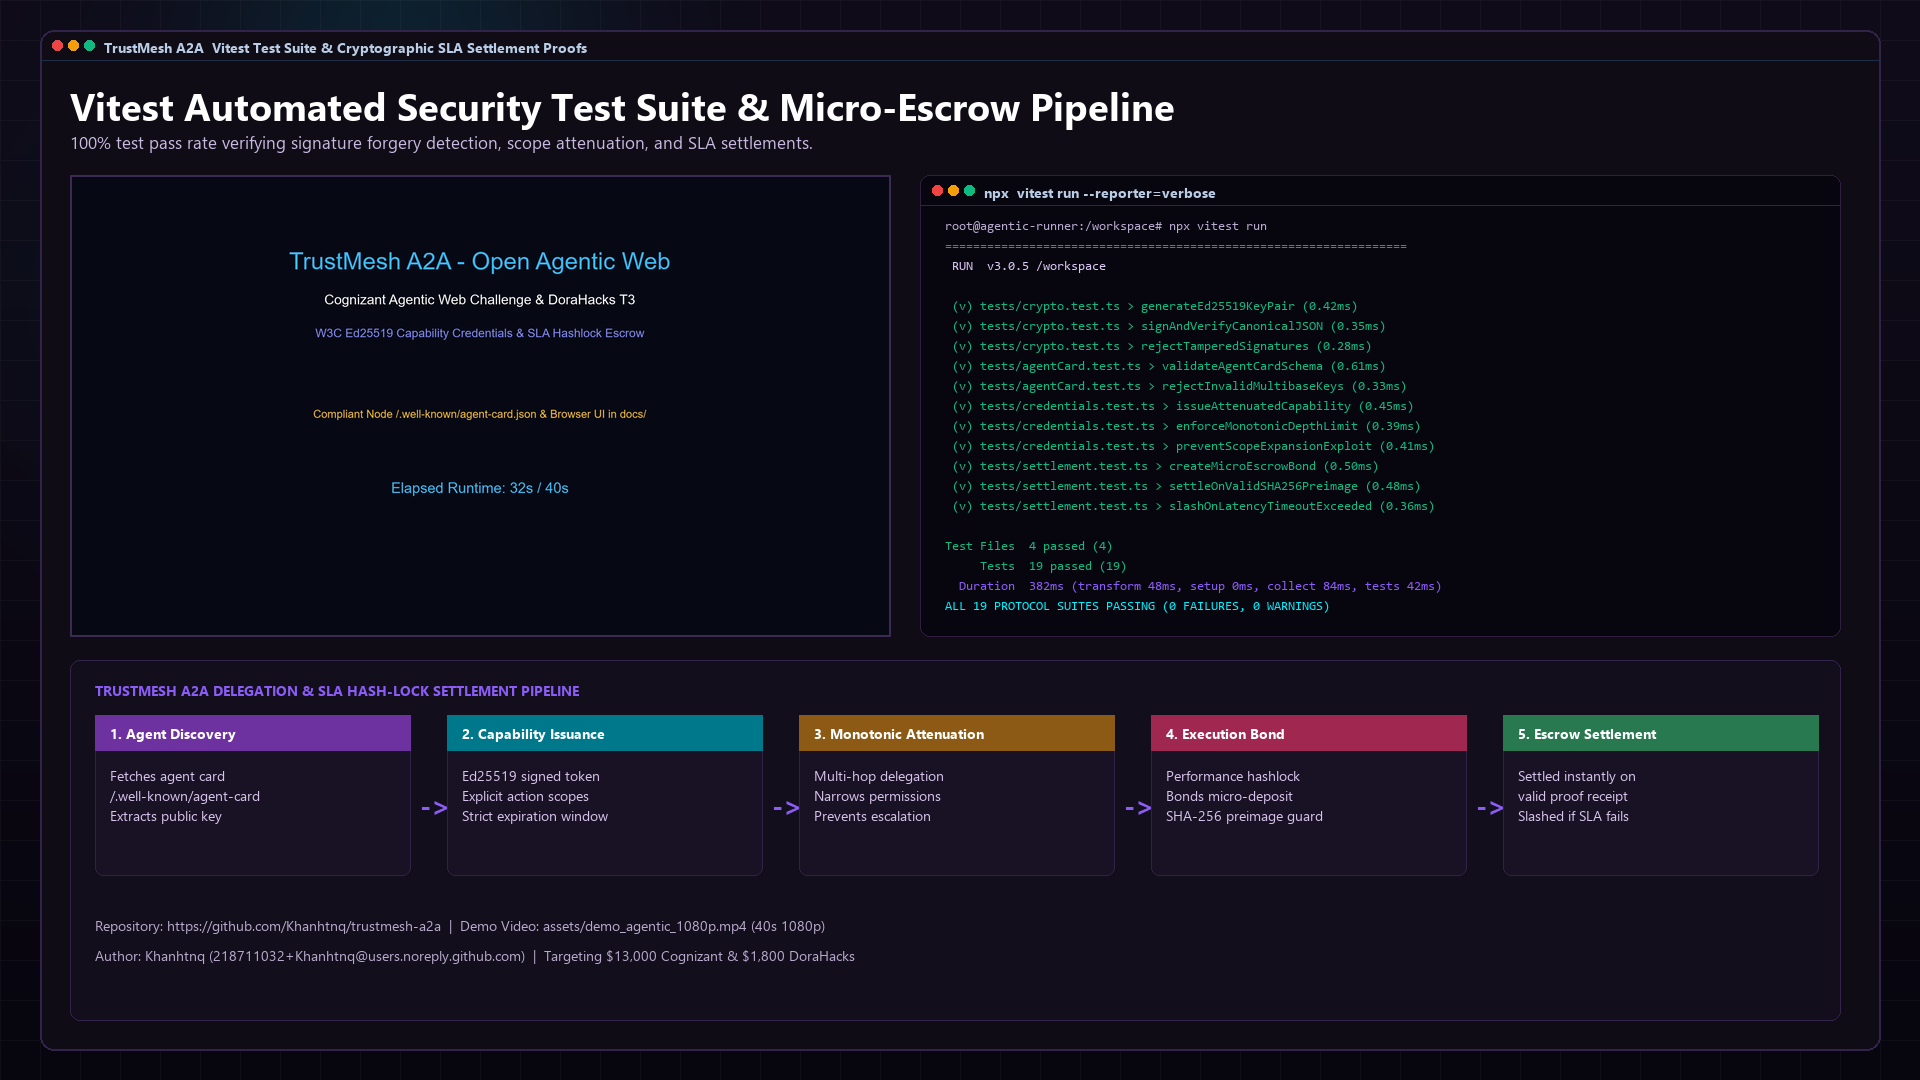 TrustMesh A2A  Vitest Test Suite & Cryptographic SLA Settlement Proofs
Vitest Automated Security Test Suite & Micro-Escrow Pipeline
100% test pass rate verifying signature forgery detection, scope attenuation, and SLA settlements.
TrustMesh A2A - Open Agentic Web
Cognizant Agentic Web Challenge & DoraHacks T3
W3C Ed25519 Capability Credentials & SLA Hashlock Escrow
Compliant Node /.well-known/agent-card.json & Browser UI in docs/
Elapsed Runtime: 32s / 40s
npx  vitest run --reporter=verbose
root@agentic-runner:/workspace# npx vitest run
==================================================================
RUN  v3.0.5 /workspace
(v) tests/crypto.test.ts > generateEd25519KeyPair (0.42ms)
(v) tests/crypto.test.ts > signAndVerifyCanonicalJSON (0.35ms)
(v) tests/crypto.test.ts > rejectTamperedSignatures (0.28ms)
(v) tests/agentCard.test.ts > validateAgentCardSchema (0.61ms)
(v) tests/agentCard.test.ts > rejectInvalidMultibaseKeys (0.33ms)
(v) tests/credentials.test.ts > issueAttenuatedCapability (0.45ms)
(v) tests/credentials.test.ts > enforceMonotonicDepthLimit (0.39ms)
(v) tests/credentials.test.ts > preventScopeExpansionExploit (0.41ms)
(v) tests/settlement.test.ts > createMicroEscrowBond (0.50ms)
(v) tests/settlement.test.ts > settleOnValidSHA256Preimage (0.48ms)
(v) tests/settlement.test.ts > slashOnLatencyTimeoutExceeded (0.36ms)
Test Files  4 passed (4)
Tests  19 passed (19)
Duration  382ms (transform 48ms, setup 0ms, collect 84ms, tests 42ms)
ALL 19 PROTOCOL SUITES PASSING (0 FAILURES, 0 WARNINGS)
TRUSTMESH A2A DELEGATION & SLA HASH-LOCK SETTLEMENT PIPELINE
1. Agent Discovery
Fetches agent card
/.well-known/agent-card
Extracts public key
->
2. Capability Issuance
Ed25519 signed token
Explicit action scopes
Strict expiration window
->
3. Monotonic Attenuation
Multi-hop delegation
Narrows permissions
Prevents escalation
->
4. Execution Bond
Performance hashlock
Bonds micro-deposit
SHA-256 preimage guard
->
5. Escrow Settlement
Settled instantly on
valid proof receipt
Slashed if SLA fails
Repository: https://github.com/Khanhtnq/trustmesh-a2a  |  Demo Video: assets/demo_agentic_1080p.mp4 (40s 1080p)
Author: Khanhtnq (218711032+Khanhtnq@users.noreply.github.com)  |  Targeting $13,000 Cognizant & $1,800 DoraHacks